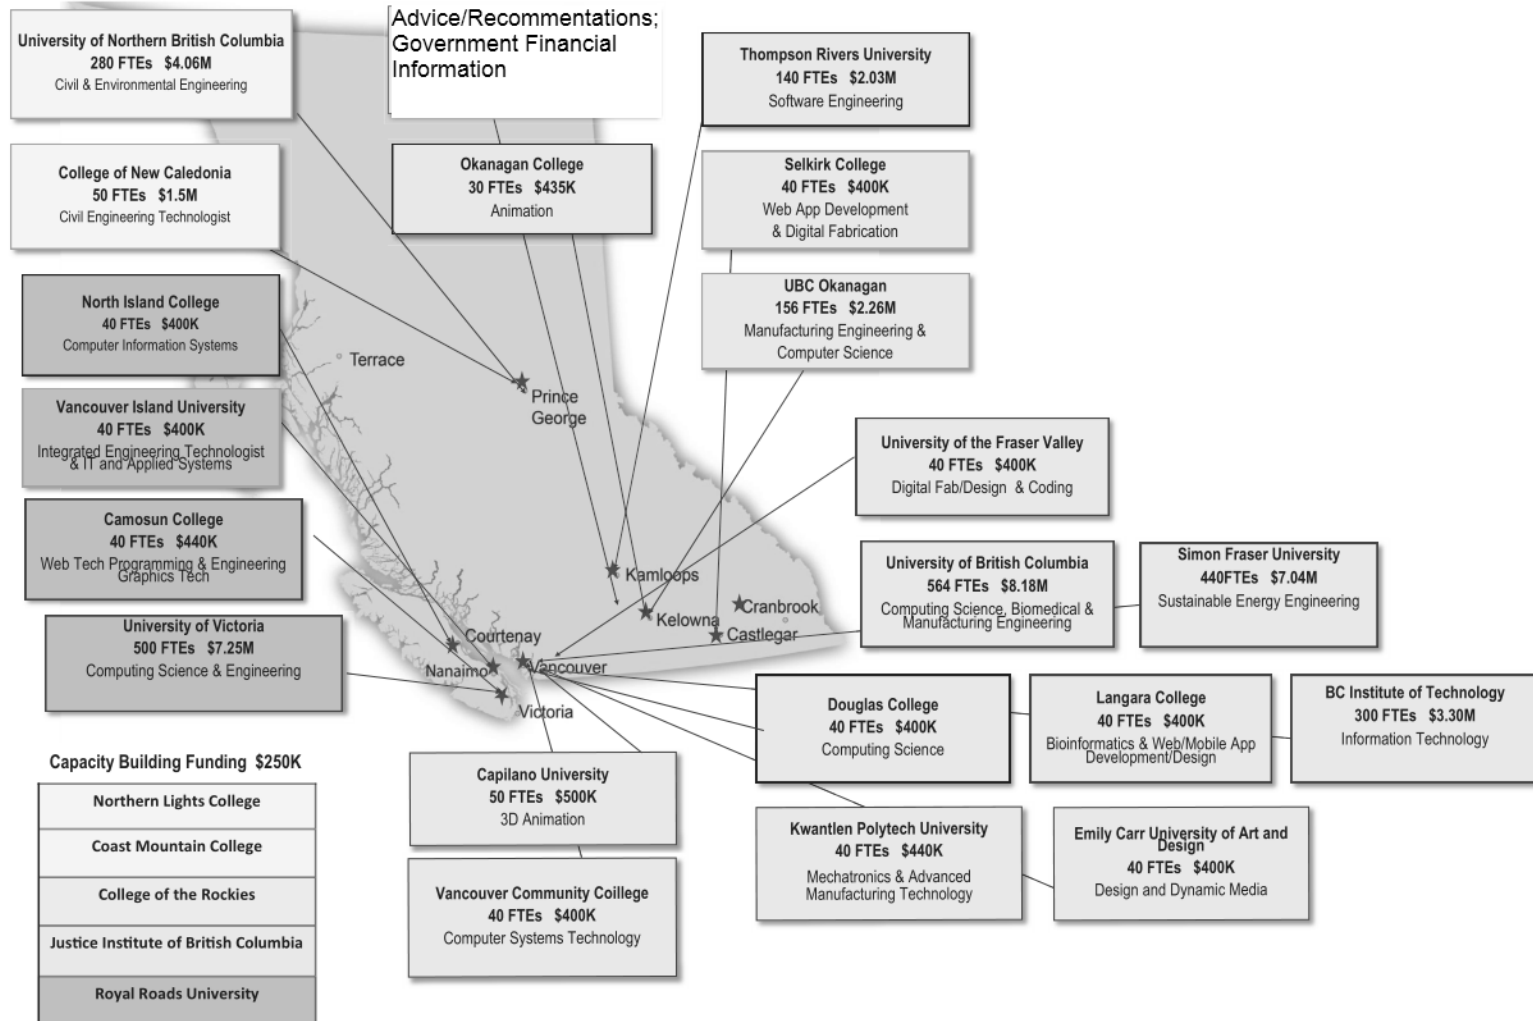 University of Northern British Columbia
280 FTEs $4.06M
Civil & Environmental Engineering
Advice/Recommentations;
Government Financial
Information
Thompson Rivers University
140 FTEs $2.03M
Software Engineering
College of New Caledonia
50 FTEs $1.5M
Civil Engineering Technologist
Okanagan College
30 FTEs $435K
Animation
Selkirk College
40 FTEs $400K
Web App Development
& Digital Fabrication
North Island College
40 FTEs $400K
Computer Information Systems
UBC Okanagan
156 FTEs $2.26M
Manufacturing Engineering &
Computer Science
Terrace
Prince
George
Vancouver Island University
40 FTEs $400K
Integrated Engineering Technologist
& IT and Applied Systems
University of the Fraser Valley
40 FTEs $400K
Digital Fab/Design & Coding
Camosun College
40 FTEs $440K
Web Tech Programming & Engineering
Graphics Tech
Kamloops
Kelowna
Cranbrook
Castlegar
University of British Columbia
564 FTEs $8.18M
Computing Science, Biomedical &
Manufacturing Engineering
Simon Fraser University
440FTEs $7.04M
Sustainable Energy Engineering
University of Victoria
500 FTEs $7.25M
Computing Science & Engineering
Courtenay
Nanaimo
Vancouver
Victoria
Douglas College
40 FTEs $400K
Computing Science
Langara College
40 FTEs $400K
Bioinformatics & Web/Mobile App
Development/Design
BC Institute of Technology
300 FTEs $3.30M
Information Technology
Capilano University
50 FTEs $500K
3D Animation
Kwantlen Polytech University
40 FTEs $440K
Mechatronics & Advanced
Manufacturing Technology
Emily Carr University of Art and
Design
40 FTEs $400K
Design and Dynamic Media
Vancouver Community Coillege
40 FTEs $400K
Computer Systems Technology
Capacity Building Funding $250K
Northern Lights College
Coast Mountain College
College of the Rockies
Justice Institute of British Columbia
Royal Roads University